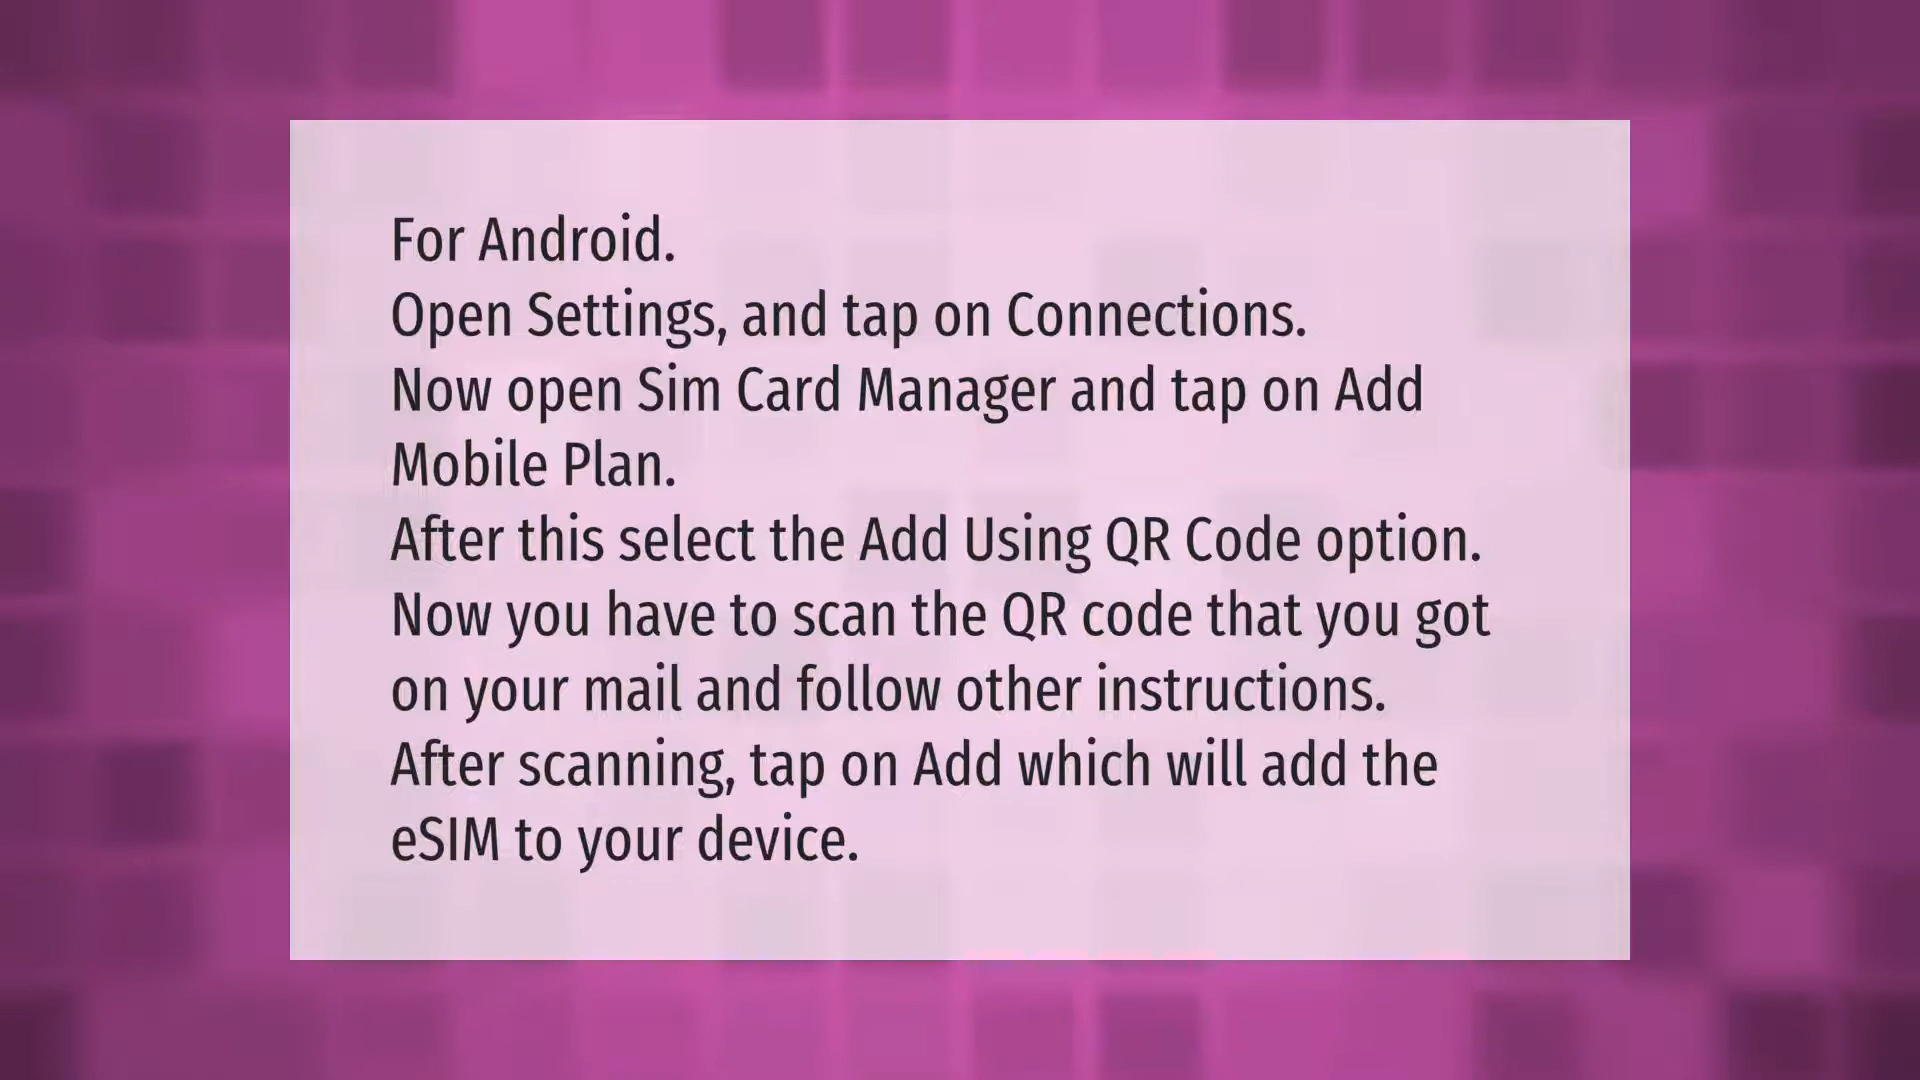 For Android.
Open Settings, and tap on Connections.
Now open Sim Card Manager and tap on Add
Mobile Plan.
After this select the Add Using QR Code option.
Now you have to scan the QR code that you got
on your mail and follow other instructions.
After scanning, tap on Add which will add the
eSIM to your device.